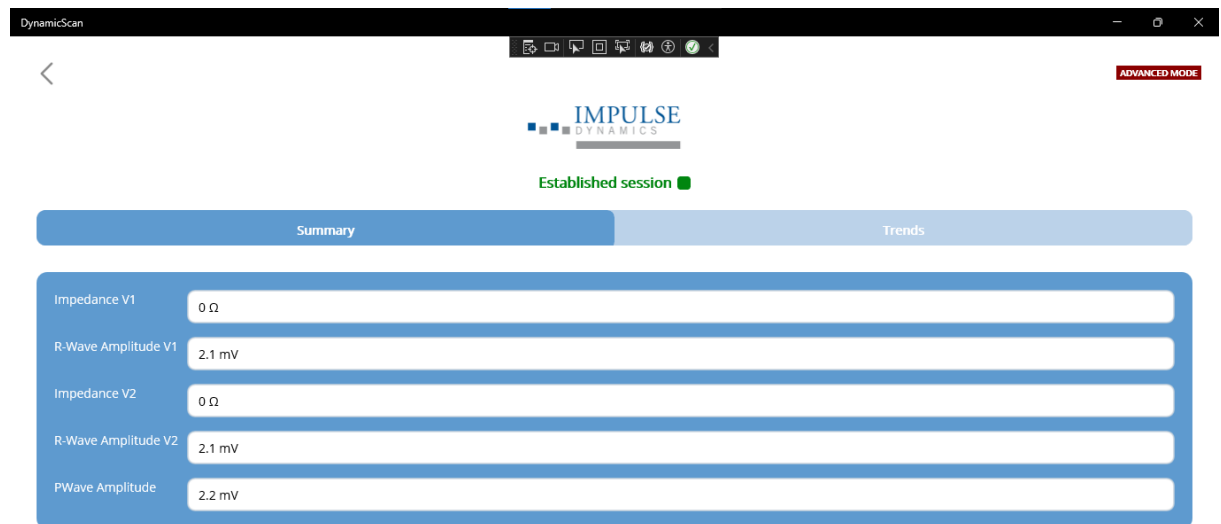 DynamicScan
ADVANCED MODE
IMPULSE
DYNAMICS
Established session
Summary
Trends
Impedance V1
0 Ω
R-Wave Amplitude V1
2.1 mV
Impedance V2
0 Ω
R-Wave Amplitude V2
2.1 mV
PWave Amplitude
2.2 mV